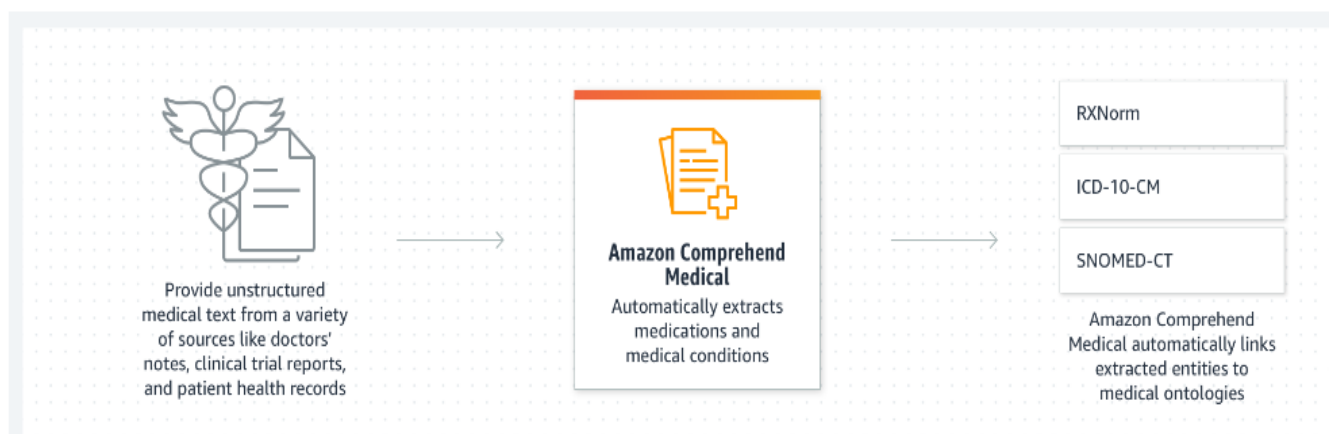 Provide unstructured
medical text from a variety
of sources like doctors'
notes, clinical trial reports,
and patient health records
Amazon Comprehend
Medical
Automatically extracts
medications and
medical conditions
RXNorm
ICD-10-CM
SNOMED-CT
Amazon Comprehend
Medical automatically links
extracted entities to
medical ontologies